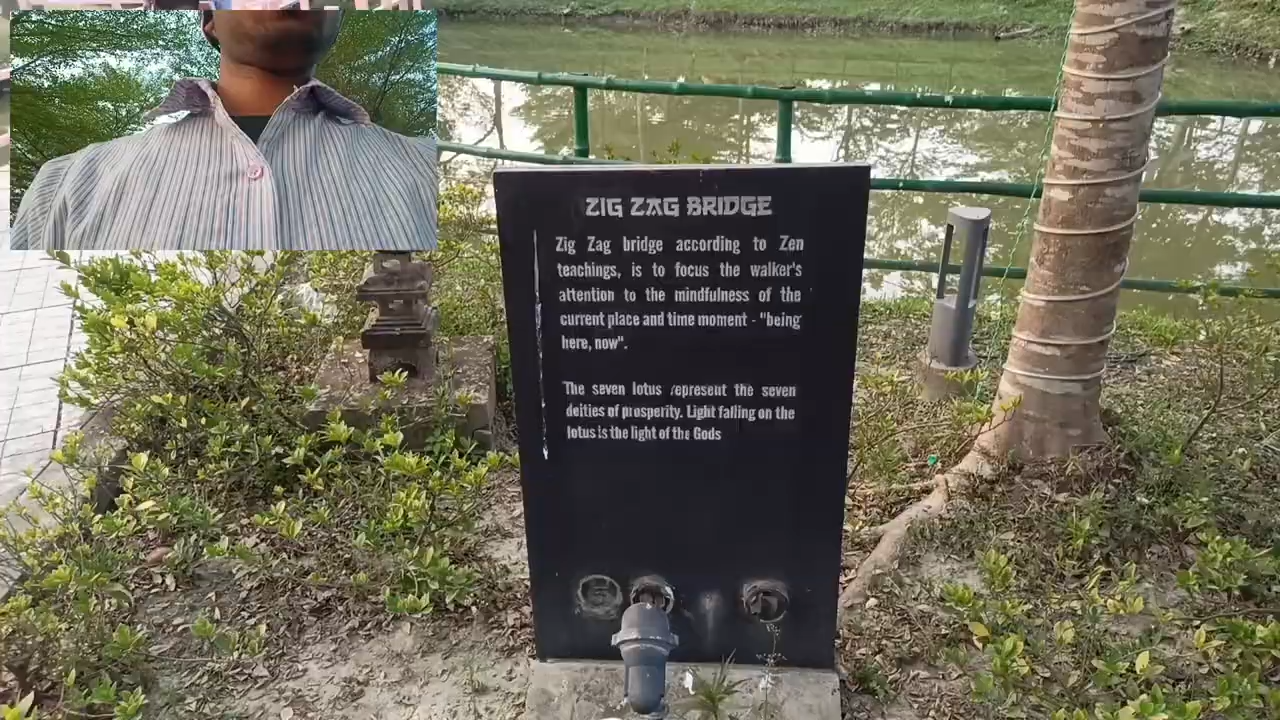 ZIG ZAG BRIDGE
Zig Zag bridge according to Zen
teachings, is to focus the walker's
attention to the mindfulness of the
current place and time moment - "being
here, now".
The seven lotus represent the seven
deities of prosperity. Light falling on the
lotus is the light of the Gods